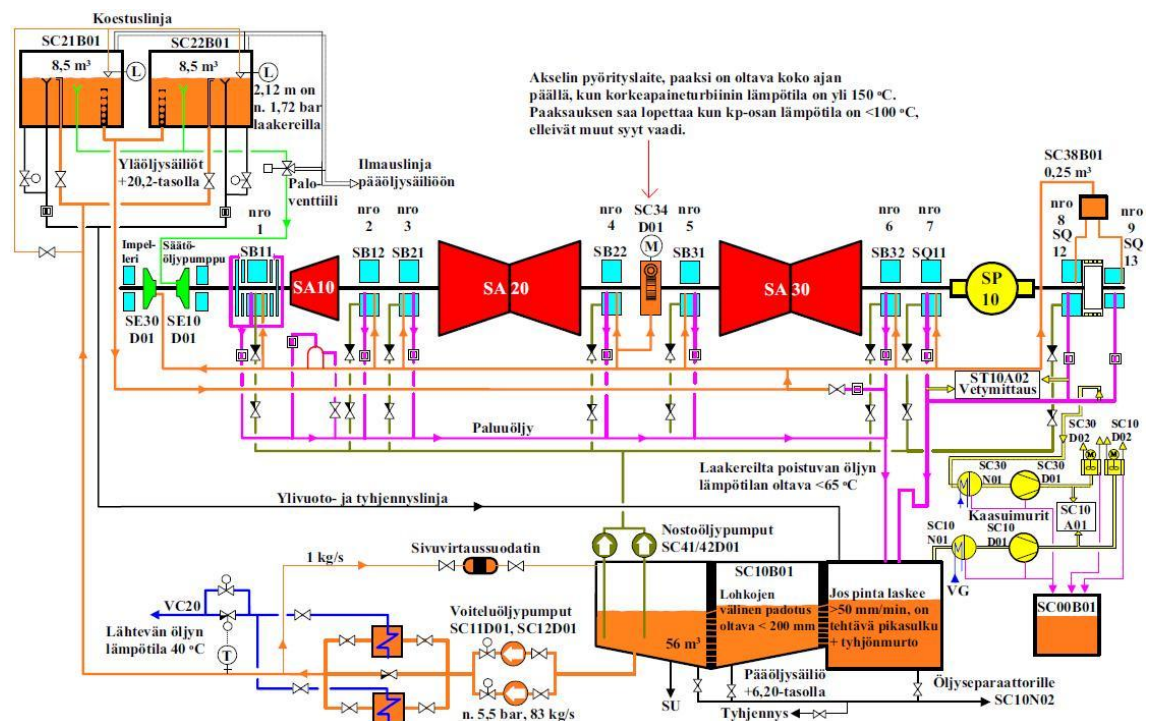 Koestuslinja
SC21B01
SC22B01
8,5 m³
8,5 m³
L
L
2,12 m on
n. 1,72 bar
laakereilla
Yläöljysäiliöt
+20,2-tasolla
Palo-
venttiili
Ilmauslinja
pääöljysäiliöön
Akselin pyörityslaite, paaksi on oltava koko ajan
päällä, kun korkeapaineturbiinin lämpötila on yli 150 °C.
Paaksauksen saa lopettaa kun kp-osan lämpötila on <100 °C,
elleivät muut syyt vaadi.
SC38B01
0,25 m³
Impel-
leri
Säätö-
öljypumppu
nro
1
SB11
nro
2
SB12
nro
3
SB21
nro
4
SB22
SC34
D01
M
nro
5
SB31
nro
6
SB32
nro
7
SQ11
nro
8
SQ
12
nro
9
SQ
13
SA10
SA 20
SA 30
SP
10
SE30
D01
SE10
D01
ST10A02
Vetymittaus
Paluuöljy
SC30
D02
SC10
D02
M
M
Laakereilta poistuvan öljyn
lämpötilan oltava <65 °C
SC30
N01
SC30
D01
M
Kaasuimurit
SC10
A01
Ylivuoto- ja tyhjennyslinja
SC10
N01
SC10
D01
M
VG
Nostoöljypumput
SC41/42D01
Sivuvirtaussuodatin
1 kg/s
SC10B01
Lohkojen
välinen padotus
oltava < 200 mm
Jos pinta laskee
>50 mm/min, on
tehtävä pikasulku
+ tyhjönmurto
56 m³
SC00B01
VC20
Lähtevän öljyn
lämpötila 40 °C
T
Voiteluöljypumput
SC11D01, SC12D01
n. 5,5 bar, 83 kg/s
Pääöljysäiliö
+6,20-tasolla
SU
Tyhjennys
Öljyseparaattorille
SC10N02